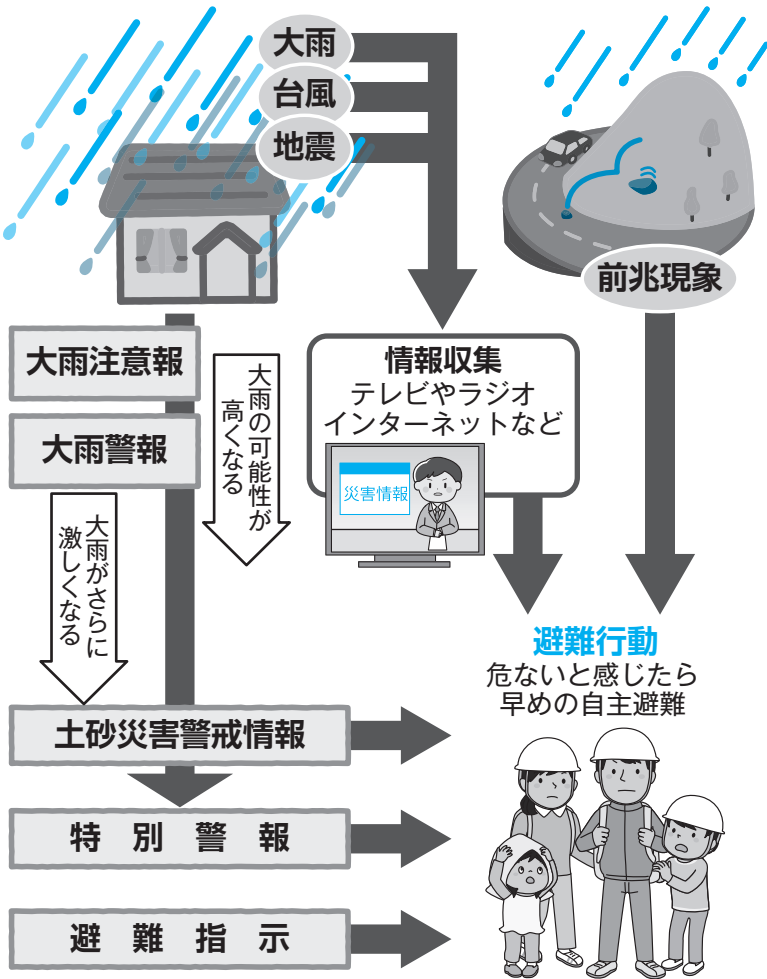 大雨
台風
地震
前兆現象
大雨注意報
大雨警報
大雨の可能性が
高くなる
大雨がさらに
激しくなる
情報収集
テレビやラジオ
インターネットなど
災害情報
避難行動
危ないと感じたら
早めの自主避難
土砂災害警戒情報
特別警報
避難指示